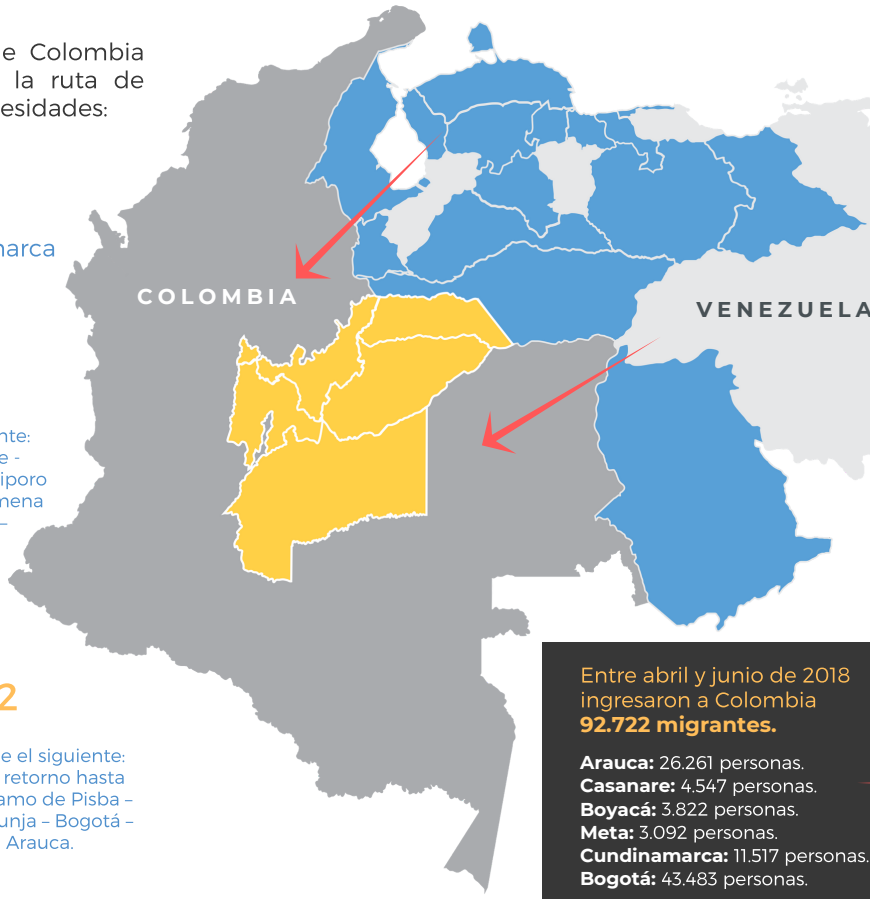 e Colombia
la ruta de
esidades:
marca
COLOMBIA
VENEZUELA
nte:
e -
iporo
mena
–
2
e el siguiente:
retorno hasta
amo de Pisba –
unja – Bogotá –
Arauca.
Entre abril y junio de 2018
ingresaron a Colombia
92.722 migrantes.
Arauca: 26.261 personas.
Casanare: 4.547 personas.
Boyacá: 3.822 personas.
Meta: 3.092 personas.
Cundinamarca: 11.517 personas.
Bogotá: 43.483 personas.